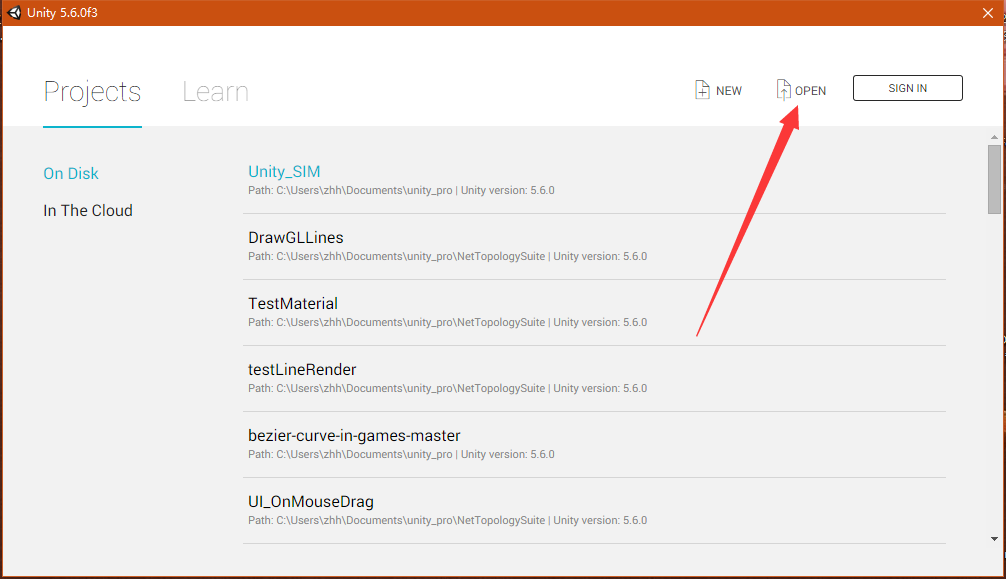 Unity 5.6.0f3
Projects Learn NEW OPEN SIGN IN
On Disk
In The Cloud
Unity_SIM
Path: C:\Users\zhh\Documents\unity_pro | Unity version: 5.6.0
DrawGLLines
Path: C:\Users\zhh\Documents\unity_pro\NetTopologySuite | Unity version: 5.6.0
TestMaterial
Path: C:\Users\zhh\Documents\unity_pro\NetTopologySuite | Unity version: 5.6.0
testLineRender
Path: C:\Users\zhh\Documents\unity_pro\NetTopologySuite | Unity version: 5.6.0
bezier-curve-in-games-master
Path: C:\Users\zhh\Documents\unity_pro | Unity version: 5.6.0
UI_OnMouseDrag
Path: C:\Users\zhh\Documents\unity_pro\NetTopologySuite | Unity version: 5.6.0